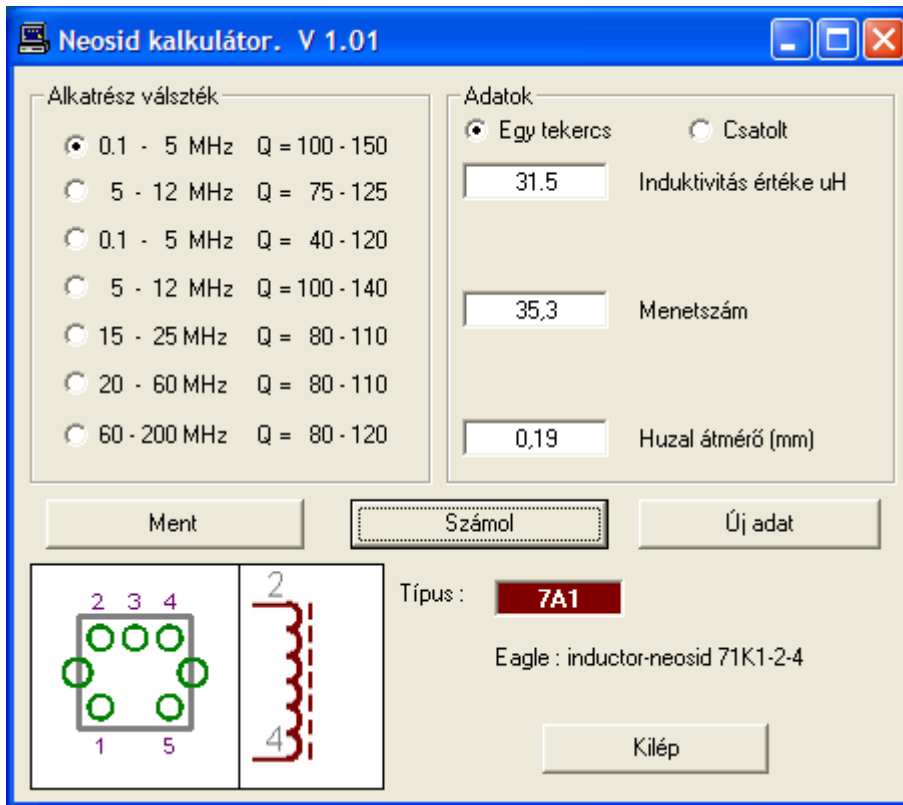 Neosid kalkulátor. V 1.01
Alkatrész válszték
0.1 - 5 MHz Q = 100 - 150
5 - 12 MHz Q = 75 - 125
0.1 - 5 MHz Q = 40 - 120
5 - 12 MHz Q = 100 - 140
15 - 25 MHz Q = 80 - 110
20 - 60 MHz Q = 80 - 110
60 - 200 MHz Q = 80 - 120
Adatok
Egy tekercs Csatolt
31.5 Induktivitás értéke uH
35,3 Menetszám
0,19 Huzal átmérő (mm)
Ment Számol Új adat
2 3 4
1 5
2
4
Típus : 7A1
Eagle : inductor-neosid 71K1-2-4
Kilép